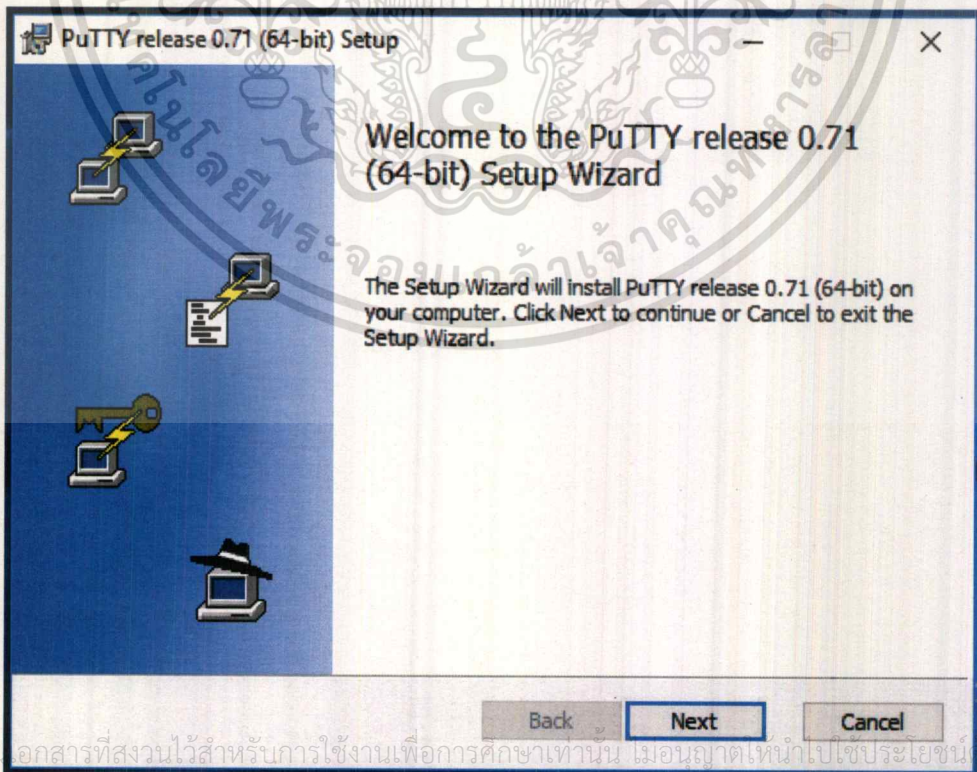 PuTTY release 0.71 (64-bit) Setup
Welcome to the PuTTY release 0.71
(64-bit) Setup Wizard
The Setup Wizard will install PuTTY release 0.71 (64-bit) on
your computer. Click Next to continue or Cancel to exit the
Setup Wizard.
Back
Next
Cancel
เอกสารที่สงวนไว้สำหรับการใช้งานเพื่อการศึกษาเท่านั้น ไม่อนุญาตให้นำไปใช้ประโยชน์